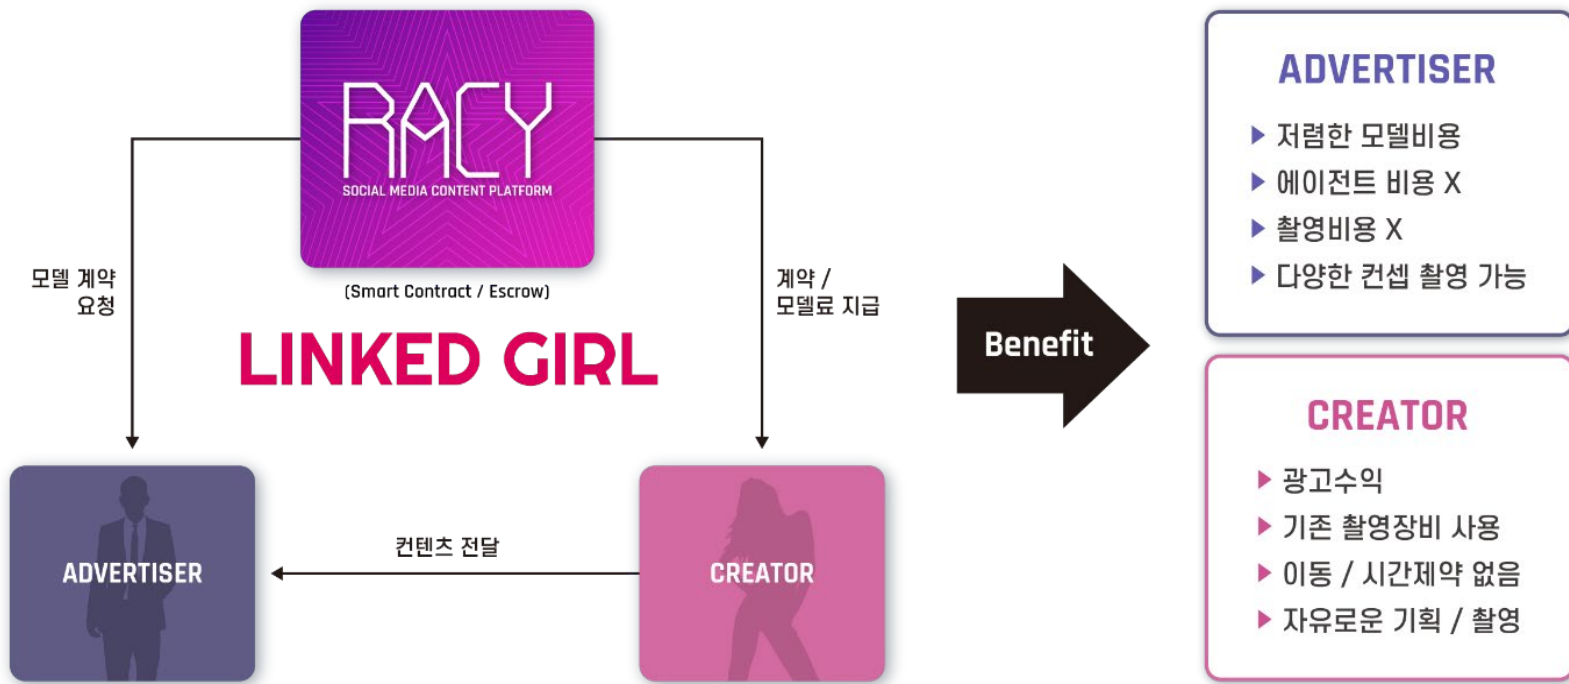 RACY
SOCIAL MEDIA CONTENT PLATFORM
(Smart Contract / Escrow)
LINKED GIRL
모델 계약
요청
계약 /
모델료 지급
ADVERTISER
컨텐츠 전달
CREATOR
Benefit
ADVERTISER
저렴한 모델비용
에이전트 비용 X
촬영비용 X
다양한 컨셉 촬영 가능
CREATOR
광고수익
기존 촬영장비 사용
이동 / 시간제약 없음
자유로운 기획 / 촬영